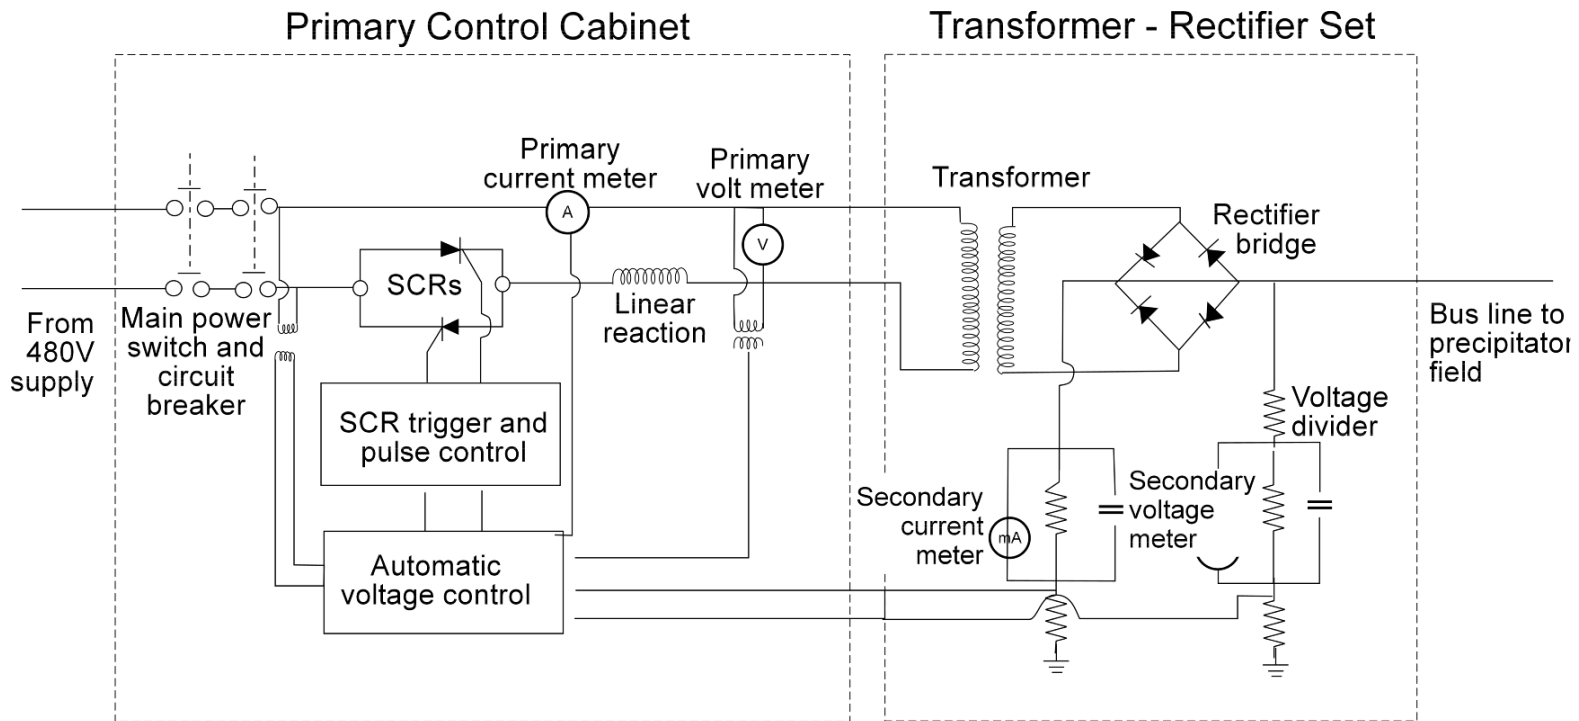 Primary Control Cabinet
Transformer - Rectifier Set
Primary
current meter
A
Primary
volt meter
V
Transformer
Rectifier
bridge
SCRs
Linear
reaction
From
480V
supply
Main power
switch and
circuit
breaker
Bus line to
precipitator
field
SCR trigger and
pulse control
Voltage
divider
Secondary
current
meter
mA
Secondary
voltage
meter
Automatic
voltage control